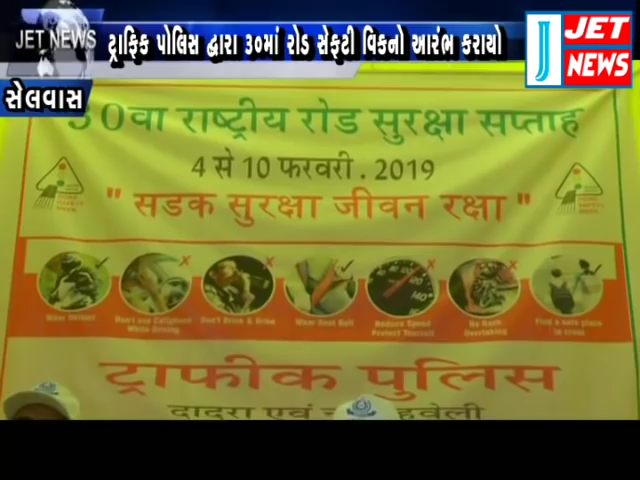 JET NEWS
ટ્રાફિક પોલિસ દ્વારા ૩૦માં રોડ સેફટી વિકનો આરંભ કરાયો
J JET NEWS
સેલવાસ
30वा राष्ट्रीय रोड सुरक्षा सप्ताह
4 से 10 फरवरी . 2019
" सडक सुरक्षा जीवन रक्षा "
Wear Helmet
Don't use Cellphone While Driving
Don't Drink & Drive
Wear Seat Belt
Reduce Speed Protect Yourself
No Rash Overtaking
Find a safe place to cross
ट्राफीक पुलिस
दादरा एवं हवेली